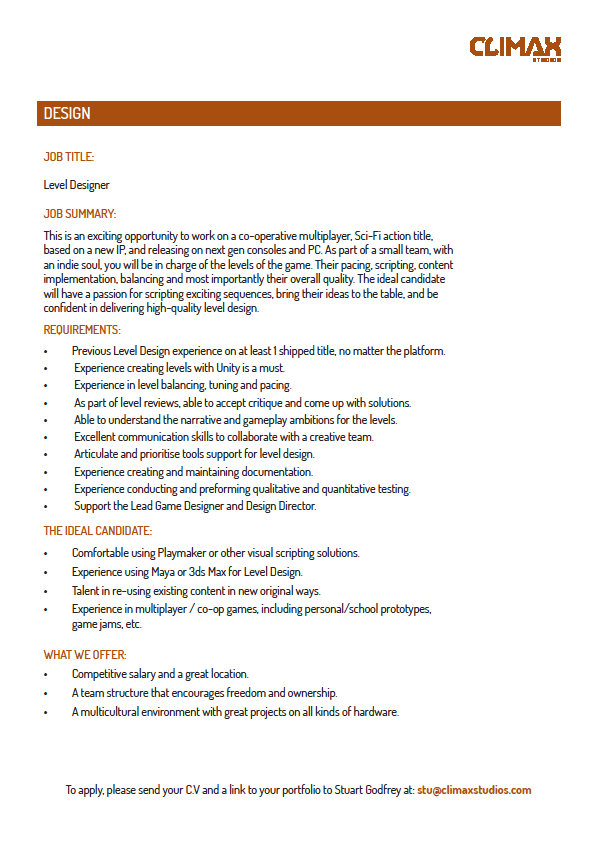 CLIMAX
STUDIOS
DESIGN
JOB TITLE:
Level Designer
JOB SUMMARY:
This is an exciting opportunity to work on a co-operative multiplayer, Sci-Fi action title,
based on a new IP, and releasing on next gen consoles and PC. As part of a small team, with
an indie soul, you will be in charge of the levels of the game. Their pacing, scripting, content
implementation, balancing and most importantly their overall quality. The ideal candidate
will have a passion for scripting exciting sequences, bring their ideas to the table, and be
confident in delivering high-quality level design.
REQUIREMENTS:
• Previous Level Design experience on at least 1 shipped title, no matter the platform.
• Experience creating levels with Unity is a must.
• Experience in level balancing, tuning and pacing.
• As part of level reviews, able to accept critique and come up with solutions.
• Able to understand the narrative and gameplay ambitions for the levels.
• Excellent communication skills to collaborate with a creative team.
• Articulate and prioritise tools support for level design.
• Experience creating and maintaining documentation.
• Experience conducting and preforming qualitative and quantitative testing.
• Support the Lead Game Designer and Design Director.
THE IDEAL CANDIDATE:
• Comfortable using Playmaker or other visual scripting solutions.
• Experience using Maya or 3ds Max for Level Design.
• Talent in re-using existing content in new original ways.
• Experience in multiplayer / co-op games, including personal/school prototypes,
game jams, etc.
WHAT WE OFFER:
• Competitive salary and a great location.
• A team structure that encourages freedom and ownership.
• A multicultural environment with great projects on all kinds of hardware.
To apply, please send your C.V and a link to your portfolio to Stuart Godfrey at: stu@climaxstudios.com